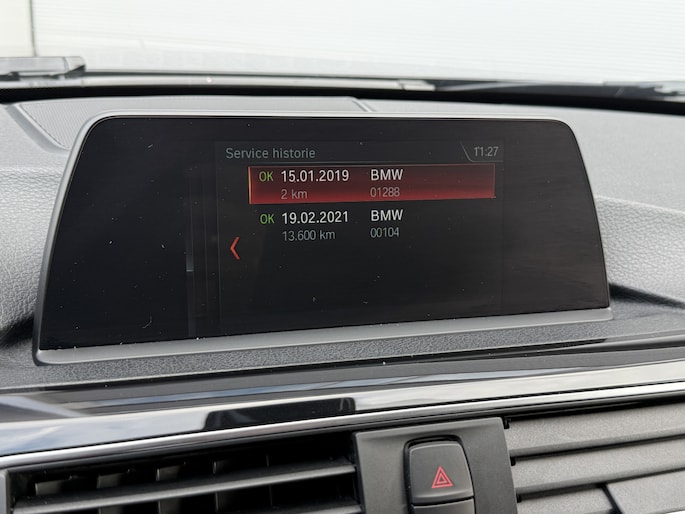 Service historie 11:27
OK 15.01.2019 BMW
2 km 01288
OK 19.02.2021 BMW
13.600 km 00104